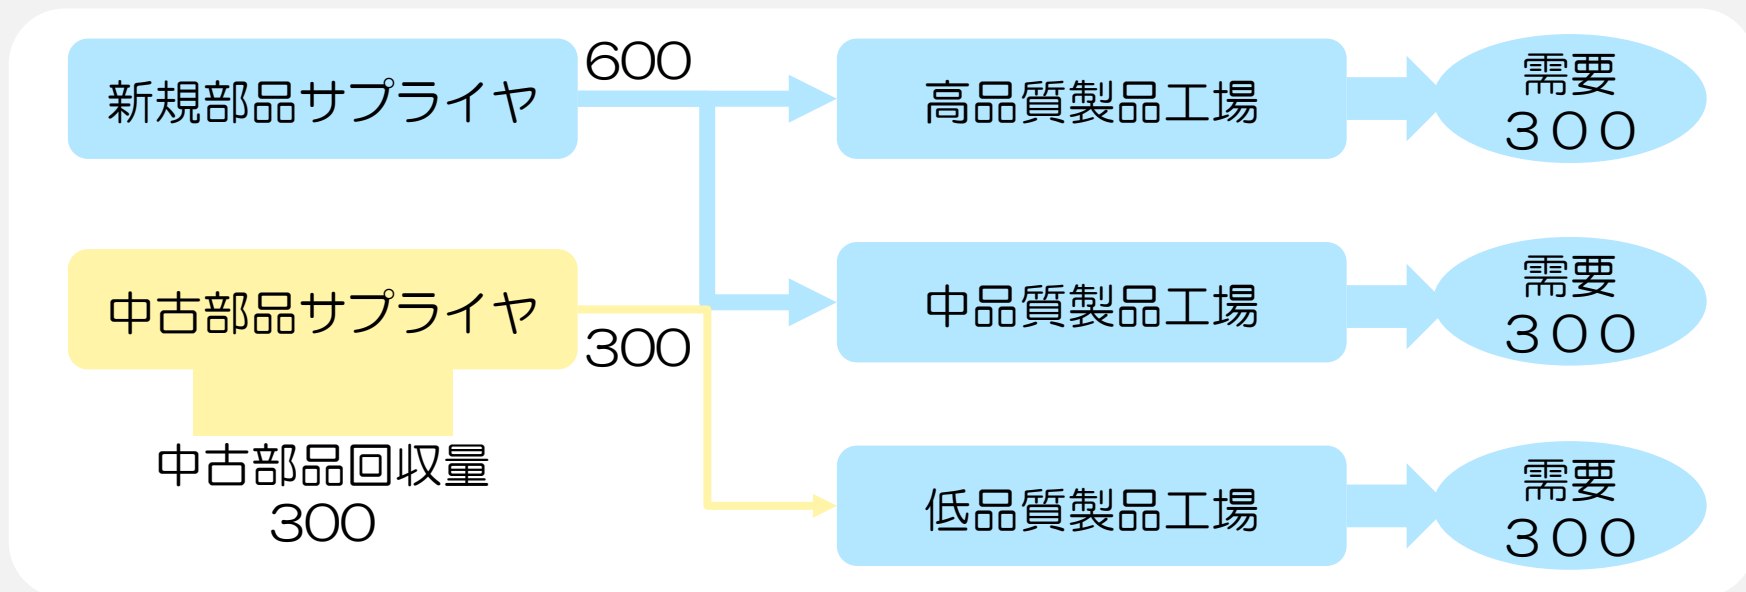 新規部品サプライヤ
600
高品質製品工場
需要
３００
中古部品サプライヤ
300
中品質製品工場
需要
３００
中古部品回収量
300
低品質製品工場
需要
３００